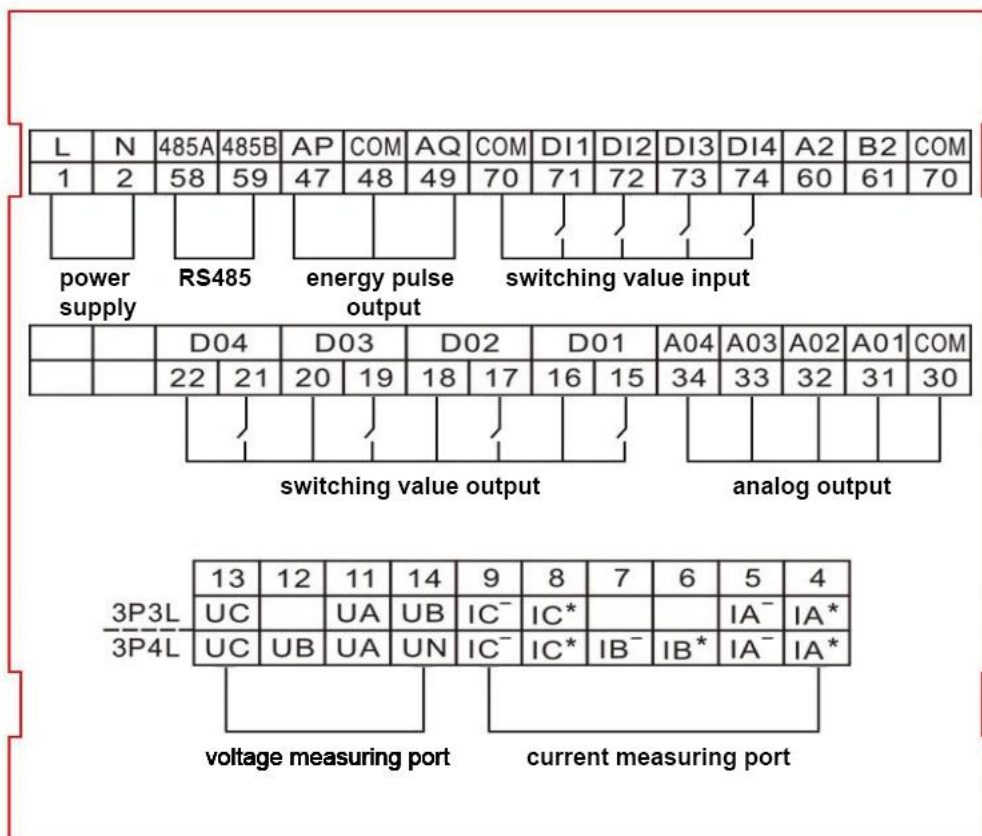 L N 485A 485B AP COM AQ COM DI1 DI2 DI3 DI4 A2 B2 COM
1 2 58 59 47 48 49 70 71 72 73 74 60 61 70
power supply
RS485
energy pulse output
switching value input
D04 D03 D02 D01 A04 A03 A02 A01 COM
22 21 20 19 18 17 16 15 34 33 32 31 30
switching value output
analog output
13 12 11 14 9 8 7 6 5 4
3P3L UC UA UB IC⁻ IC* IA⁻ IA*
3P4L UC UB UA UN IC⁻ IC* IB⁻ IB* IA⁻ IA*
voltage measuring port
current measuring port